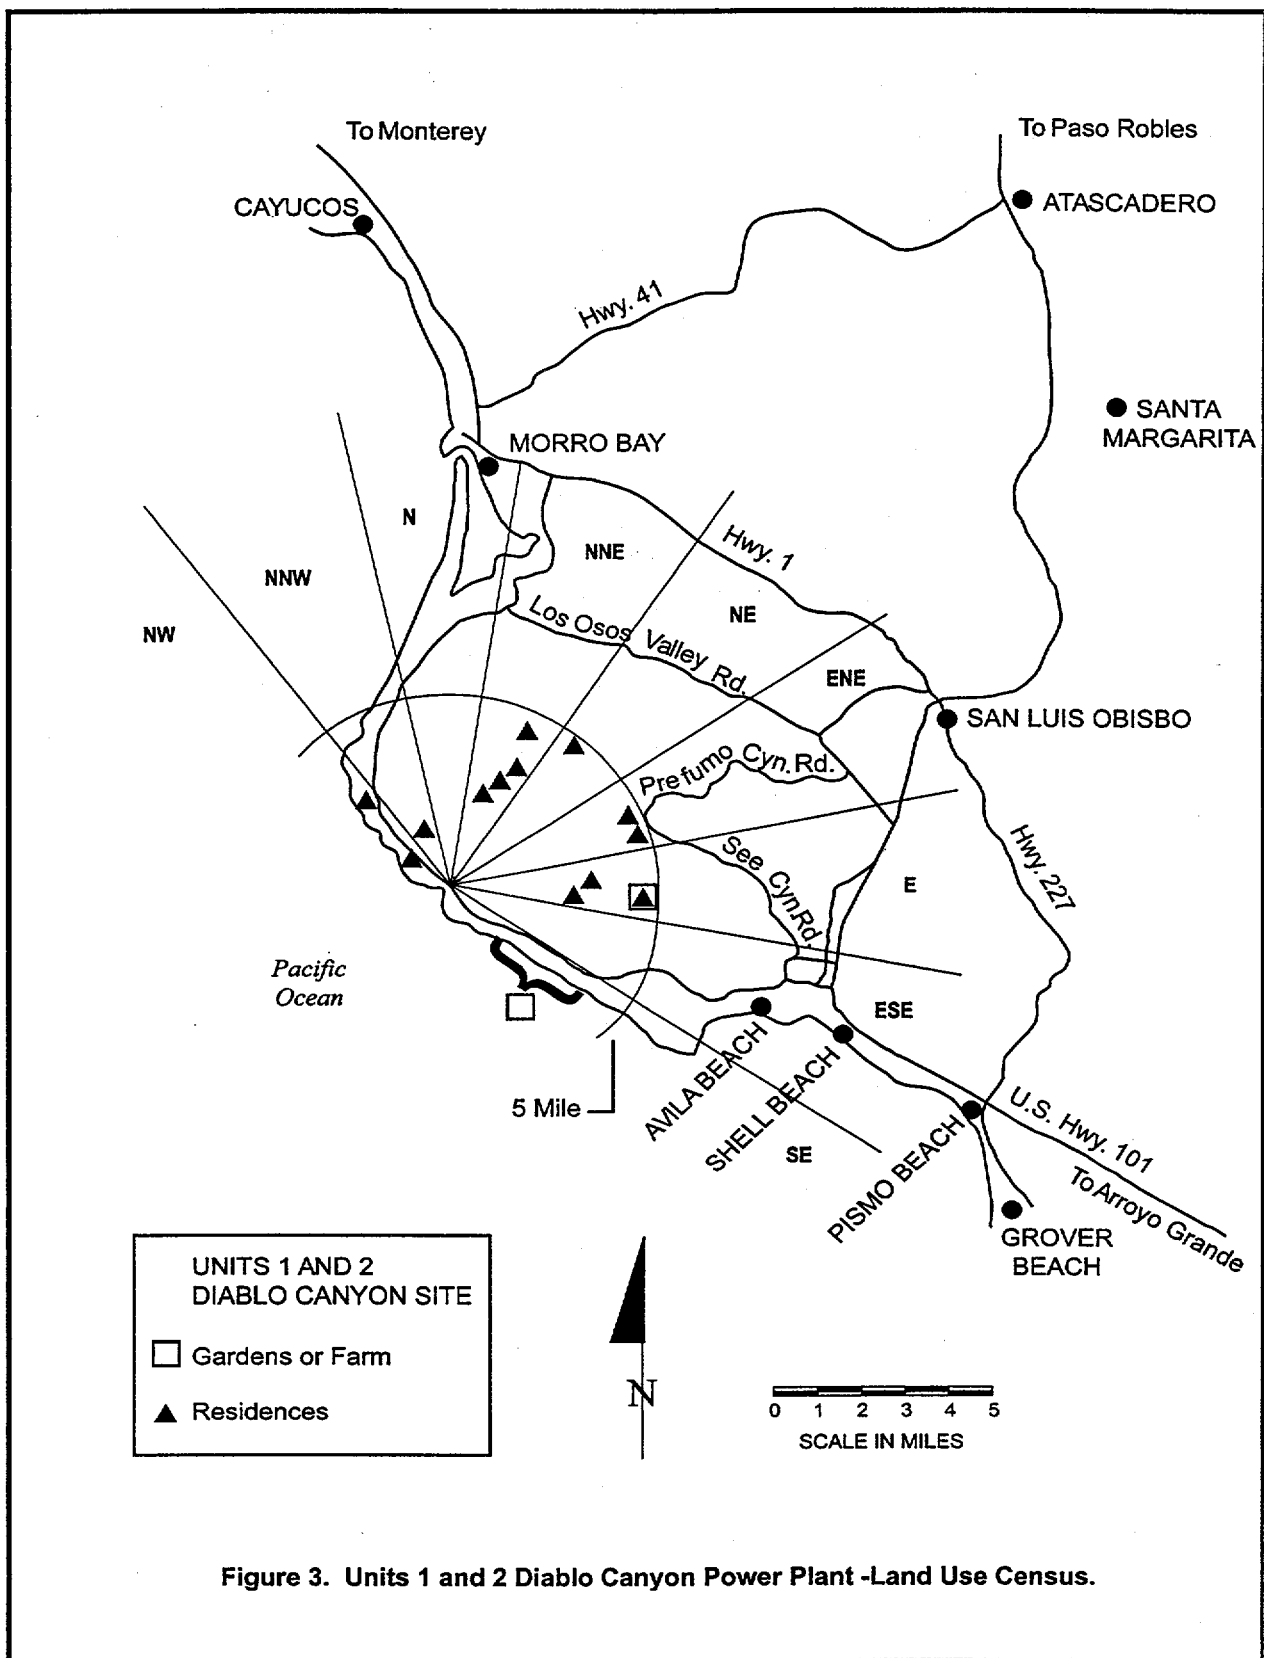 To Monterey
To Paso Robles
CAYUCOS
ATASCADERO
Hwy. 41
SANTA
MARGARITA
MORRO BAY
N
NNE
Hwy. 1
NNW
NW
NE
Los Osos Valley Rd.
ENE
SAN LUIS OBISBO
Prefumo Cyn. Rd.
See Cyn Rd.
Hwy. 227
E
Pacific
Ocean
ESE
5 Mile
AVILA BEACH
SHELL BEACH
PISMO BEACH
SE
U.S. Hwy. 101
To Arroyo Grande
GROVER
BEACH
UNITS 1 AND 2
DIABLO CANYON SITE
Gardens or Farm
Residences
N
0 1 2 3 4 5
SCALE IN MILES
Figure 3. Units 1 and 2 Diablo Canyon Power Plant -Land Use Census.